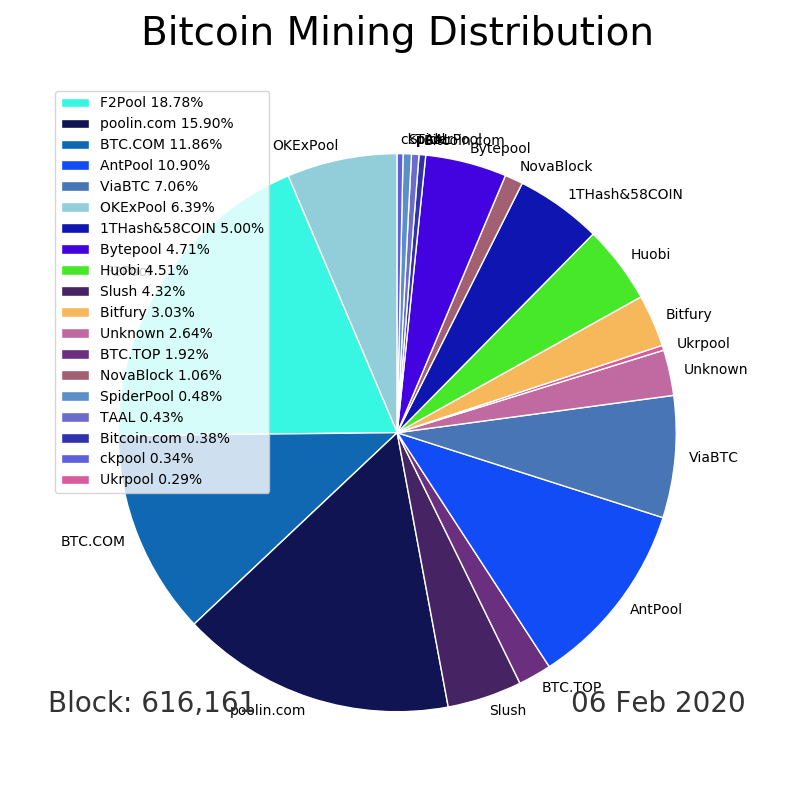 Bitcoin Mining Distribution
F2Pool 18.78%
poolin.com 15.90%
BTC.COM 11.86%
AntPool 10.90%
ViaBTC 7.06%
OKExPool 6.39%
1THash&58COIN 5.00%
Bytepool 4.71%
Huobi 4.51%
Slush 4.32%
Bitfury 3.03%
Unknown 2.64%
BTC.TOP 1.92%
NovaBlock 1.06%
SpiderPool 0.48%
TAAL 0.43%
Bitcoin.com 0.38%
ckpool 0.34%
Ukrpool 0.29%
OKExPool
Bytepool
NovaBlock
1THash&58COIN
Huobi
Bitfury
Ukrpool
Unknown
ViaBTC
AntPool
BTC.TOP
Slush
poolin.com
BTC.COM
Block: 616,161
06 Feb 2020